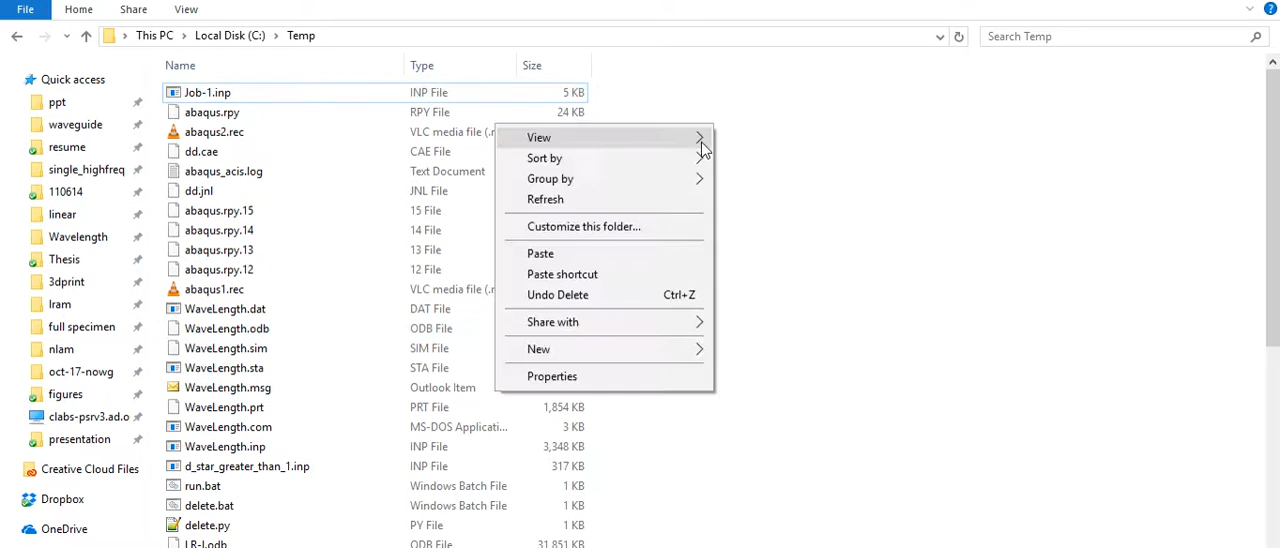 File Home Share View
This PC Local Disk (C:) Temp Search Temp
Name Type Size
Quick access
ppt
waveguide
resume
single_highfreq
110614
linear
Wavelength
Thesis
3dprint
lram
full specimen
nlam
oct-17-nowg
figures
clabs-psrv3.ad.o
presentation
Creative Cloud Files
Dropbox
OneDrive
Job-1.inp INP File 5 KB
abaqus.rpy RPY File 24 KB
abaqus2.rec VLC media file (.r
dd.cae CAE File
abaqus_acis.log Text Document
dd.jnl JNL File
abaqus.rpy.15 15 File
abaqus.rpy.14 14 File
abaqus.rpy.13 13 File
abaqus.rpy.12 12 File
abaqus1.rec VLC media file (.r
WaveLength.dat DAT File
WaveLength.odb ODB File
WaveLength.sim SIM File
WaveLength.sta STA File
WaveLength.msg Outlook Item
WaveLength.prt PRT File 1,854 KB
WaveLength.com MS-DOS Applicati... 3 KB
WaveLength.inp INP File 3,348 KB
d_star_greater_than_1.inp INP File 317 KB
run.bat Windows Batch File 1 KB
delete.bat Windows Batch File 1 KB
delete.py PY File 1 KB
LR-I.odb ODB File 31,851 KB
View
Sort by
Group by
Refresh
Customize this folder...
Paste
Paste shortcut
Undo Delete Ctrl+Z
Share with
New
Properties